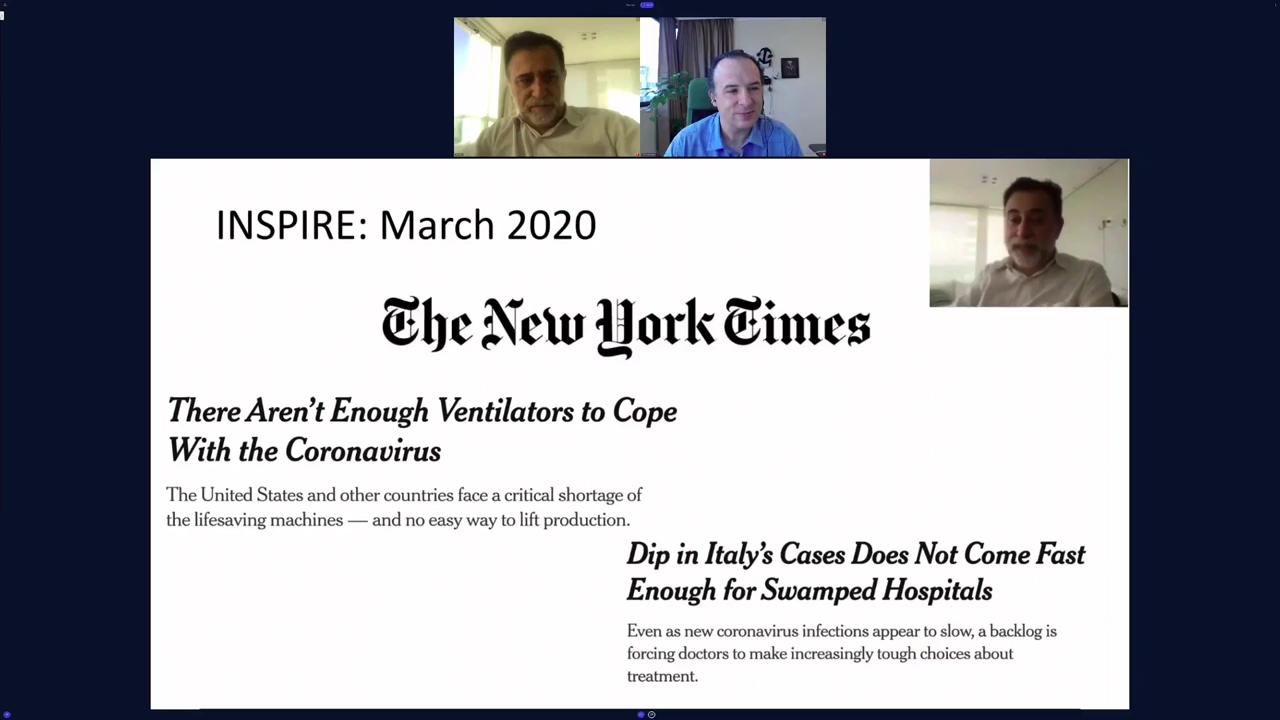 INSPIRE: March 2020
The New York Times
There Aren't Enough Ventilators to Cope
With the Coronavirus
The United States and other countries face a critical shortage of
the lifesaving machines — and no easy way to lift production.
Dip in Italy's Cases Does Not Come Fast
Enough for Swamped Hospitals
Even as new coronavirus infections appear to slow, a backlog is
forcing doctors to make increasingly tough choices about
treatment.